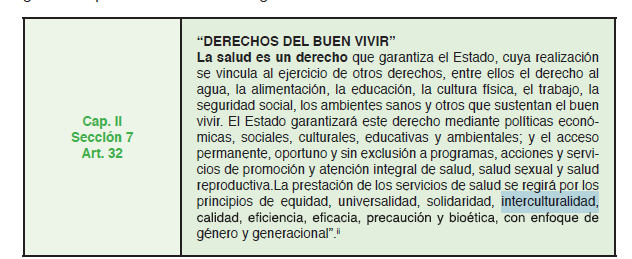 Cap. II
Sección 7
Art. 32
“DERECHOS DEL BUEN VIVIR”
La salud es un derecho que garantiza el Estado, cuya realización
se vincula al ejercicio de otros derechos, entre ellos el derecho al
agua, la alimentación, la educación, la cultura física, el trabajo, la
seguridad social, los ambientes sanos y otros que sustentan el buen
vivir. El Estado garantizará este derecho mediante políticas econó-
micas, sociales, culturales, educativas y ambientales; y el acceso
permanente, oportuno y sin exclusión a programas, acciones y servi-
cios de promoción y atención integral de salud, salud sexual y salud
reproductiva.La prestación de los servicios de salud se regirá por los
principios de equidad, universalidad, solidaridad, interculturalidad,
calidad, eficiencia, eficacia, precaución y bioética, con enfoque de
género y generacional”.ii